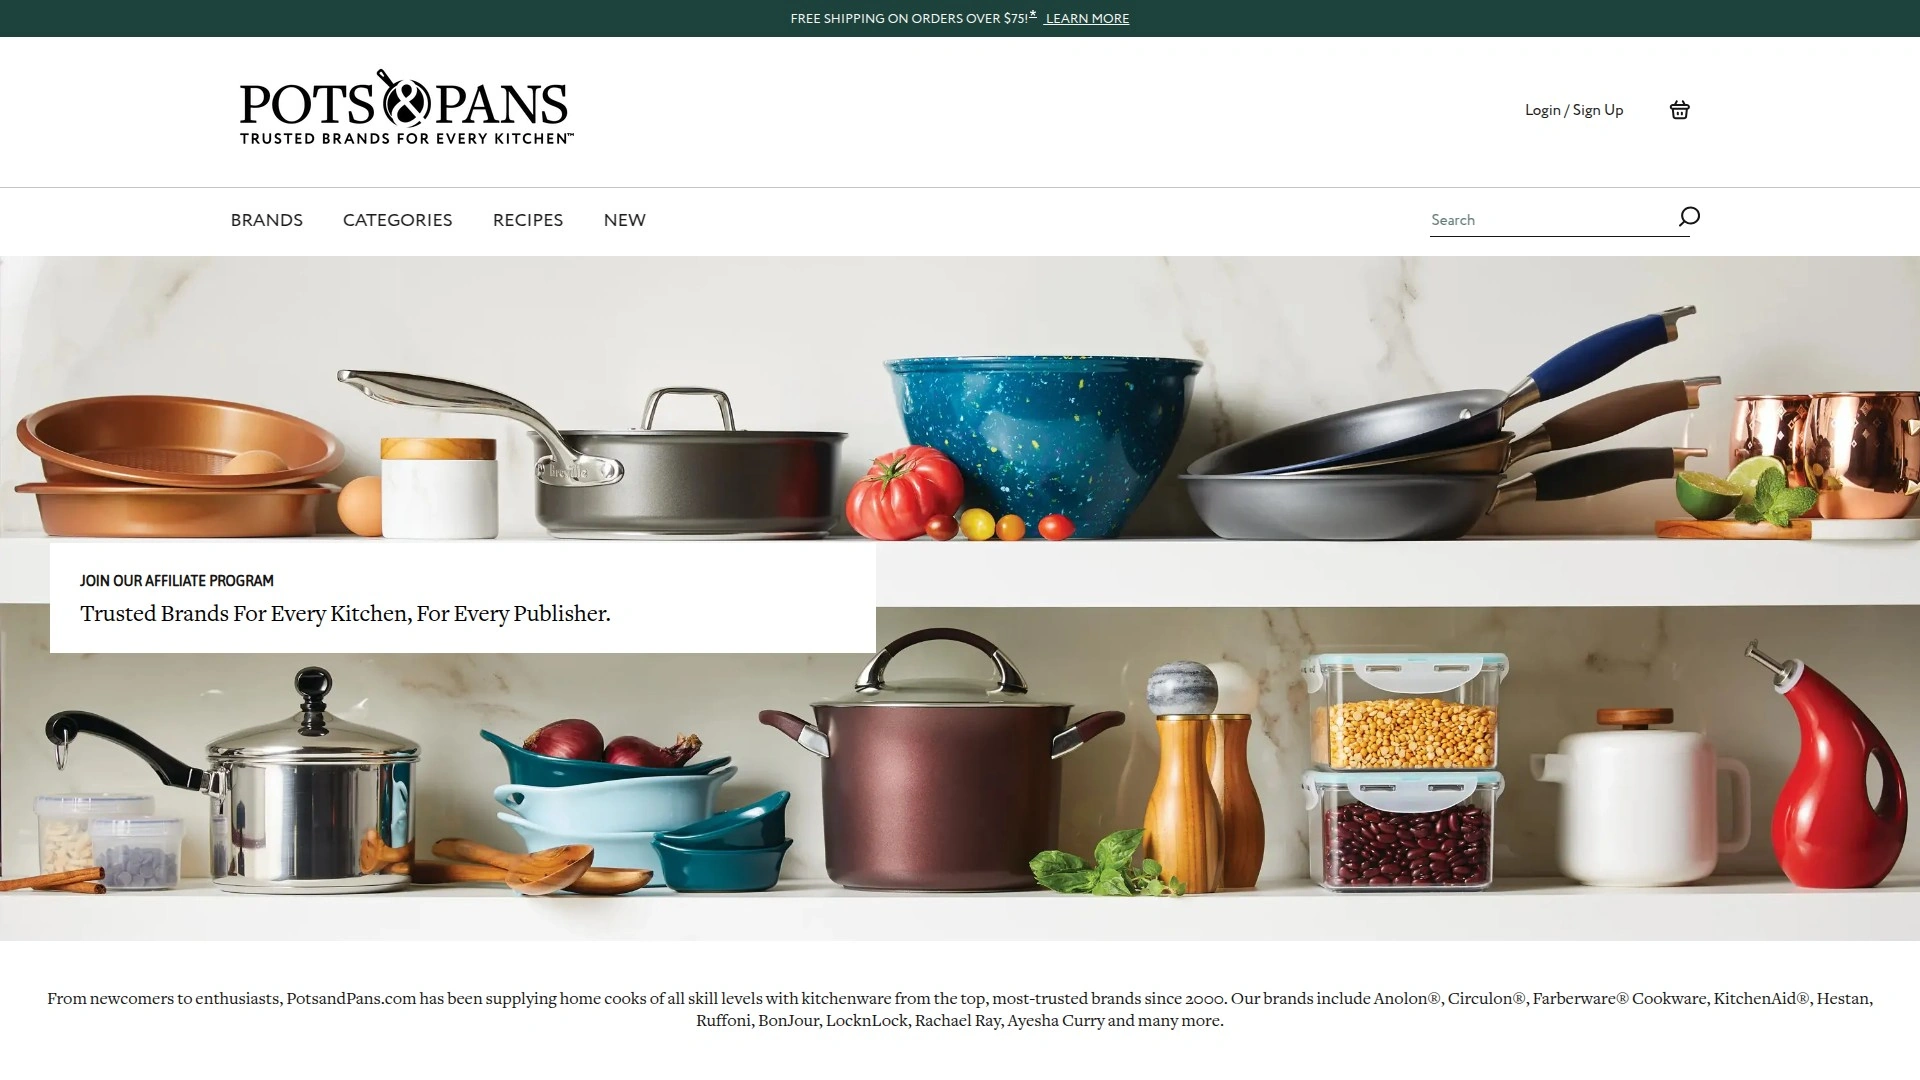 FREE SHIPPING ON ORDERS OVER $75!* LEARN MORE
POTS&PANS
TRUSTED BRANDS FOR EVERY KITCHEN™
Login / Sign Up
BRANDS CATEGORIES RECIPES NEW
Search
JOIN OUR AFFILIATE PROGRAM
Trusted Brands For Every Kitchen, For Every Publisher.
From newcomers to enthusiasts, PotsandPans.com has been supplying home cooks of all skill levels with kitchenware from the top, most-trusted brands since 2000. Our brands include Anolon®, Circulon®, Farberware® Cookware, KitchenAid®, Hestan,
Ruffoni, BonJour, LocknLock, Rachael Ray, Ayesha Curry and many more.